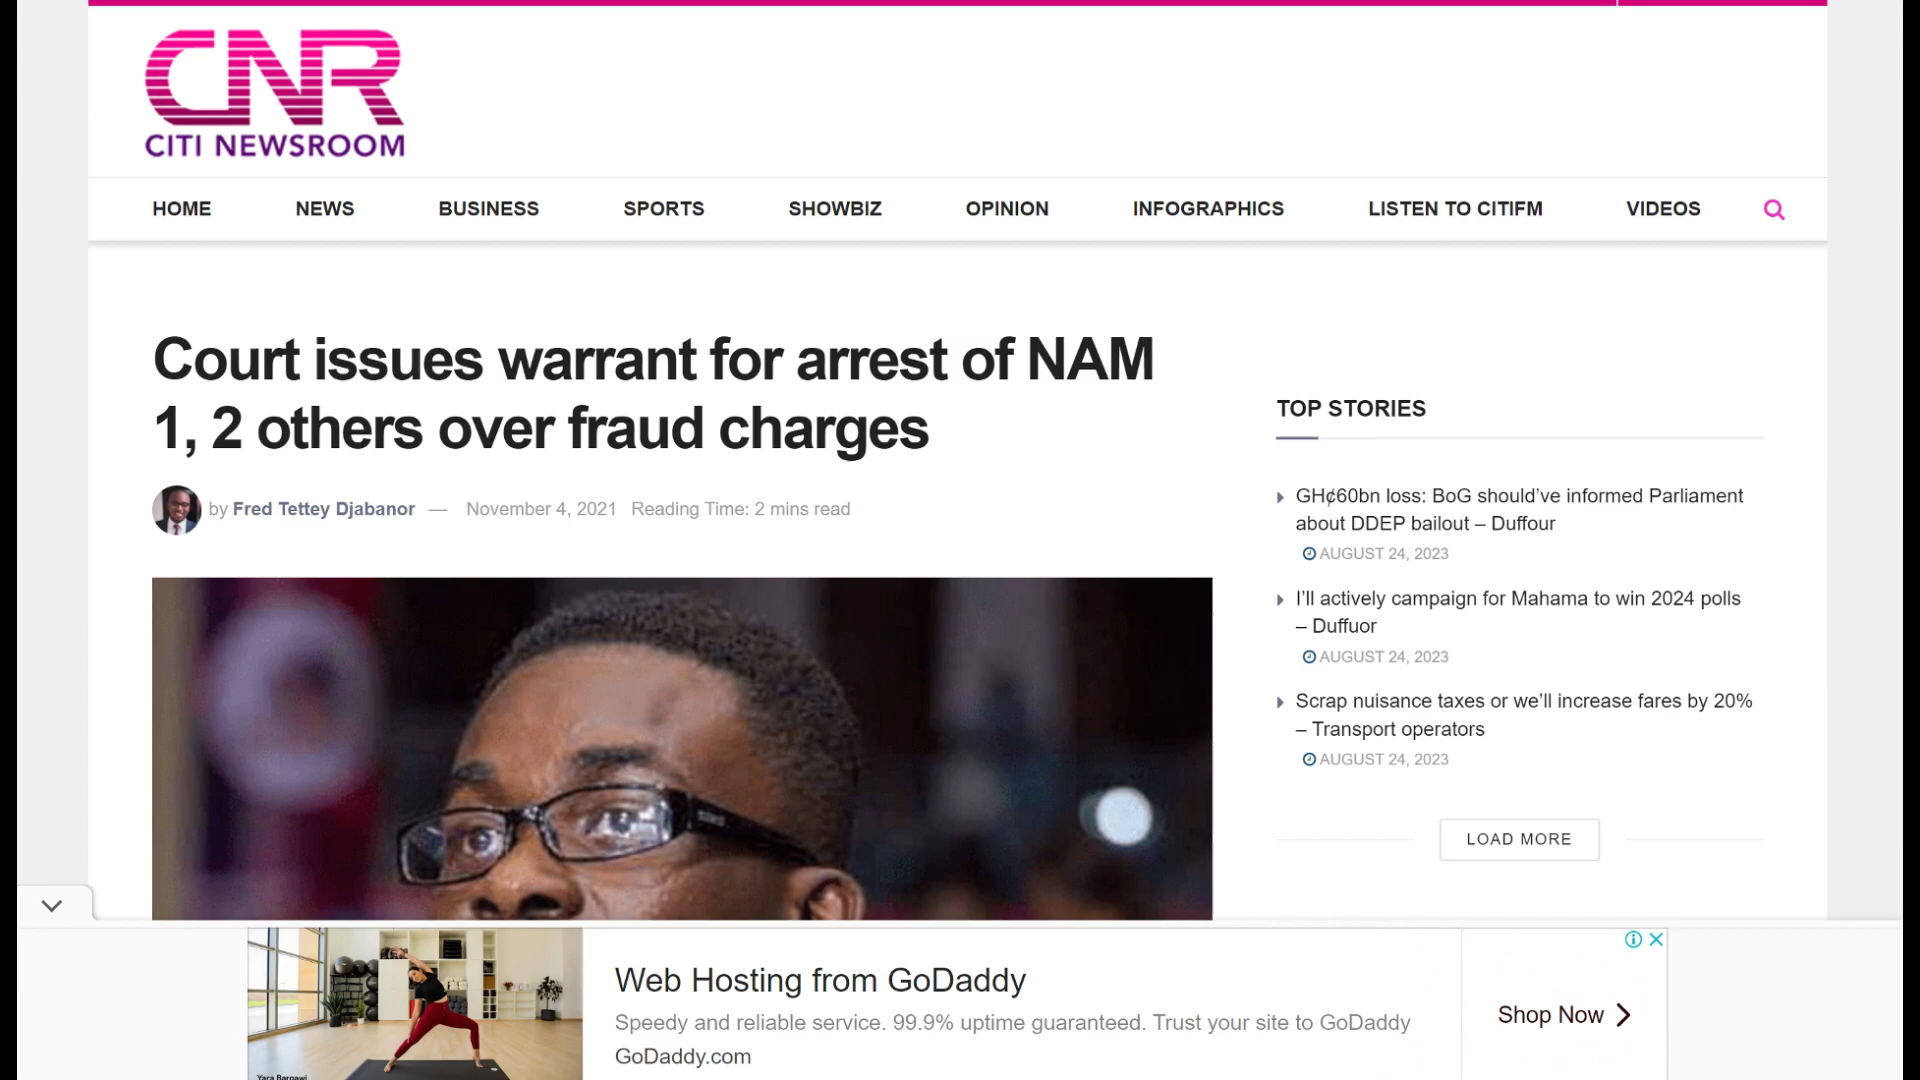 CNR
CITI NEWSROOM
HOME NEWS BUSINESS SPORTS SHOWBIZ OPINION INFOGRAPHICS LISTEN TO CITIFM VIDEOS
Court issues warrant for arrest of NAM
1, 2 others over fraud charges
by Fred Tettey Djabanor — November 4, 2021 Reading Time: 2 mins read
TOP STORIES
GH¢60bn loss: BoG should’ve informed Parliament
about DDEP bailout – Duffour
AUGUST 24, 2023
I’ll actively campaign for Mahama to win 2024 polls
– Duffuor
AUGUST 24, 2023
Scrap nuisance taxes or we’ll increase fares by 20%
– Transport operators
AUGUST 24, 2023
LOAD MORE
Web Hosting from GoDaddy
Speedy and reliable service. 99.9% uptime guaranteed. Trust your site to GoDaddy
GoDaddy.com
Shop Now
Yara Bargawi